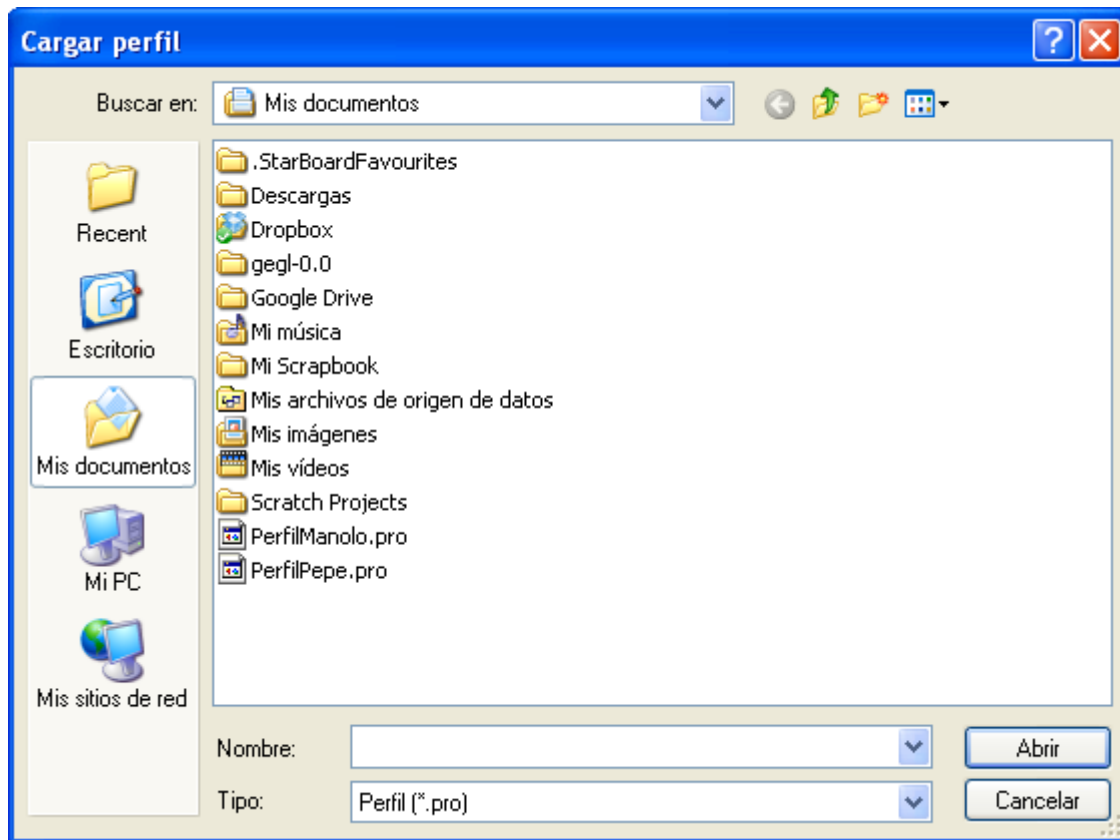 Cargar perfil
Buscar en: Mis documentos
Recent
Escritorio
Mis documentos
Mi PC
Mis sitios de red
.StarBoardFavourites
Descargas
Dropbox
gegl-0.0
Google Drive
Mi música
Mi Scrapbook
Mis archivos de origen de datos
Mis imágenes
Mis vídeos
Scratch Projects
PerfilManolo.pro
PerfilPepe.pro
Nombre: Abrir
Tipo: Perfil (*.pro) Cancelar